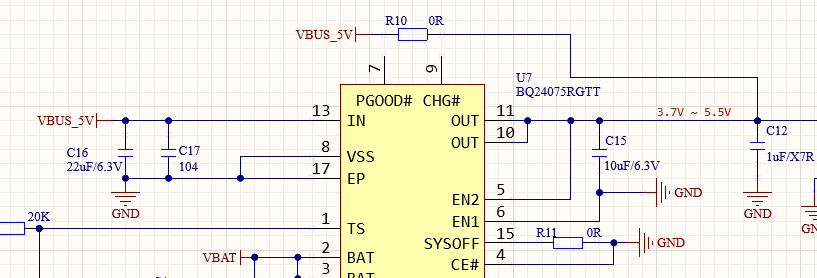 R10 0R
VBUS_5V
7 9
U7
BQ24075RGTT
PGOOD# CHG#
VBUS_5V
13 IN
OUT 11
3.7V ~ 5.5V
OUT 10
C16
22uF/6.3V
C17
104
8 VSS
17 EP
C15
10uF/6.3V
C12
1uF/X7R
GND
EN2 5
EN1 6
GND
GND
20K
1 TS
SYSOFF 15
R11 0R
GND
VBAT
2 BAT
CE# 4
3 BAT